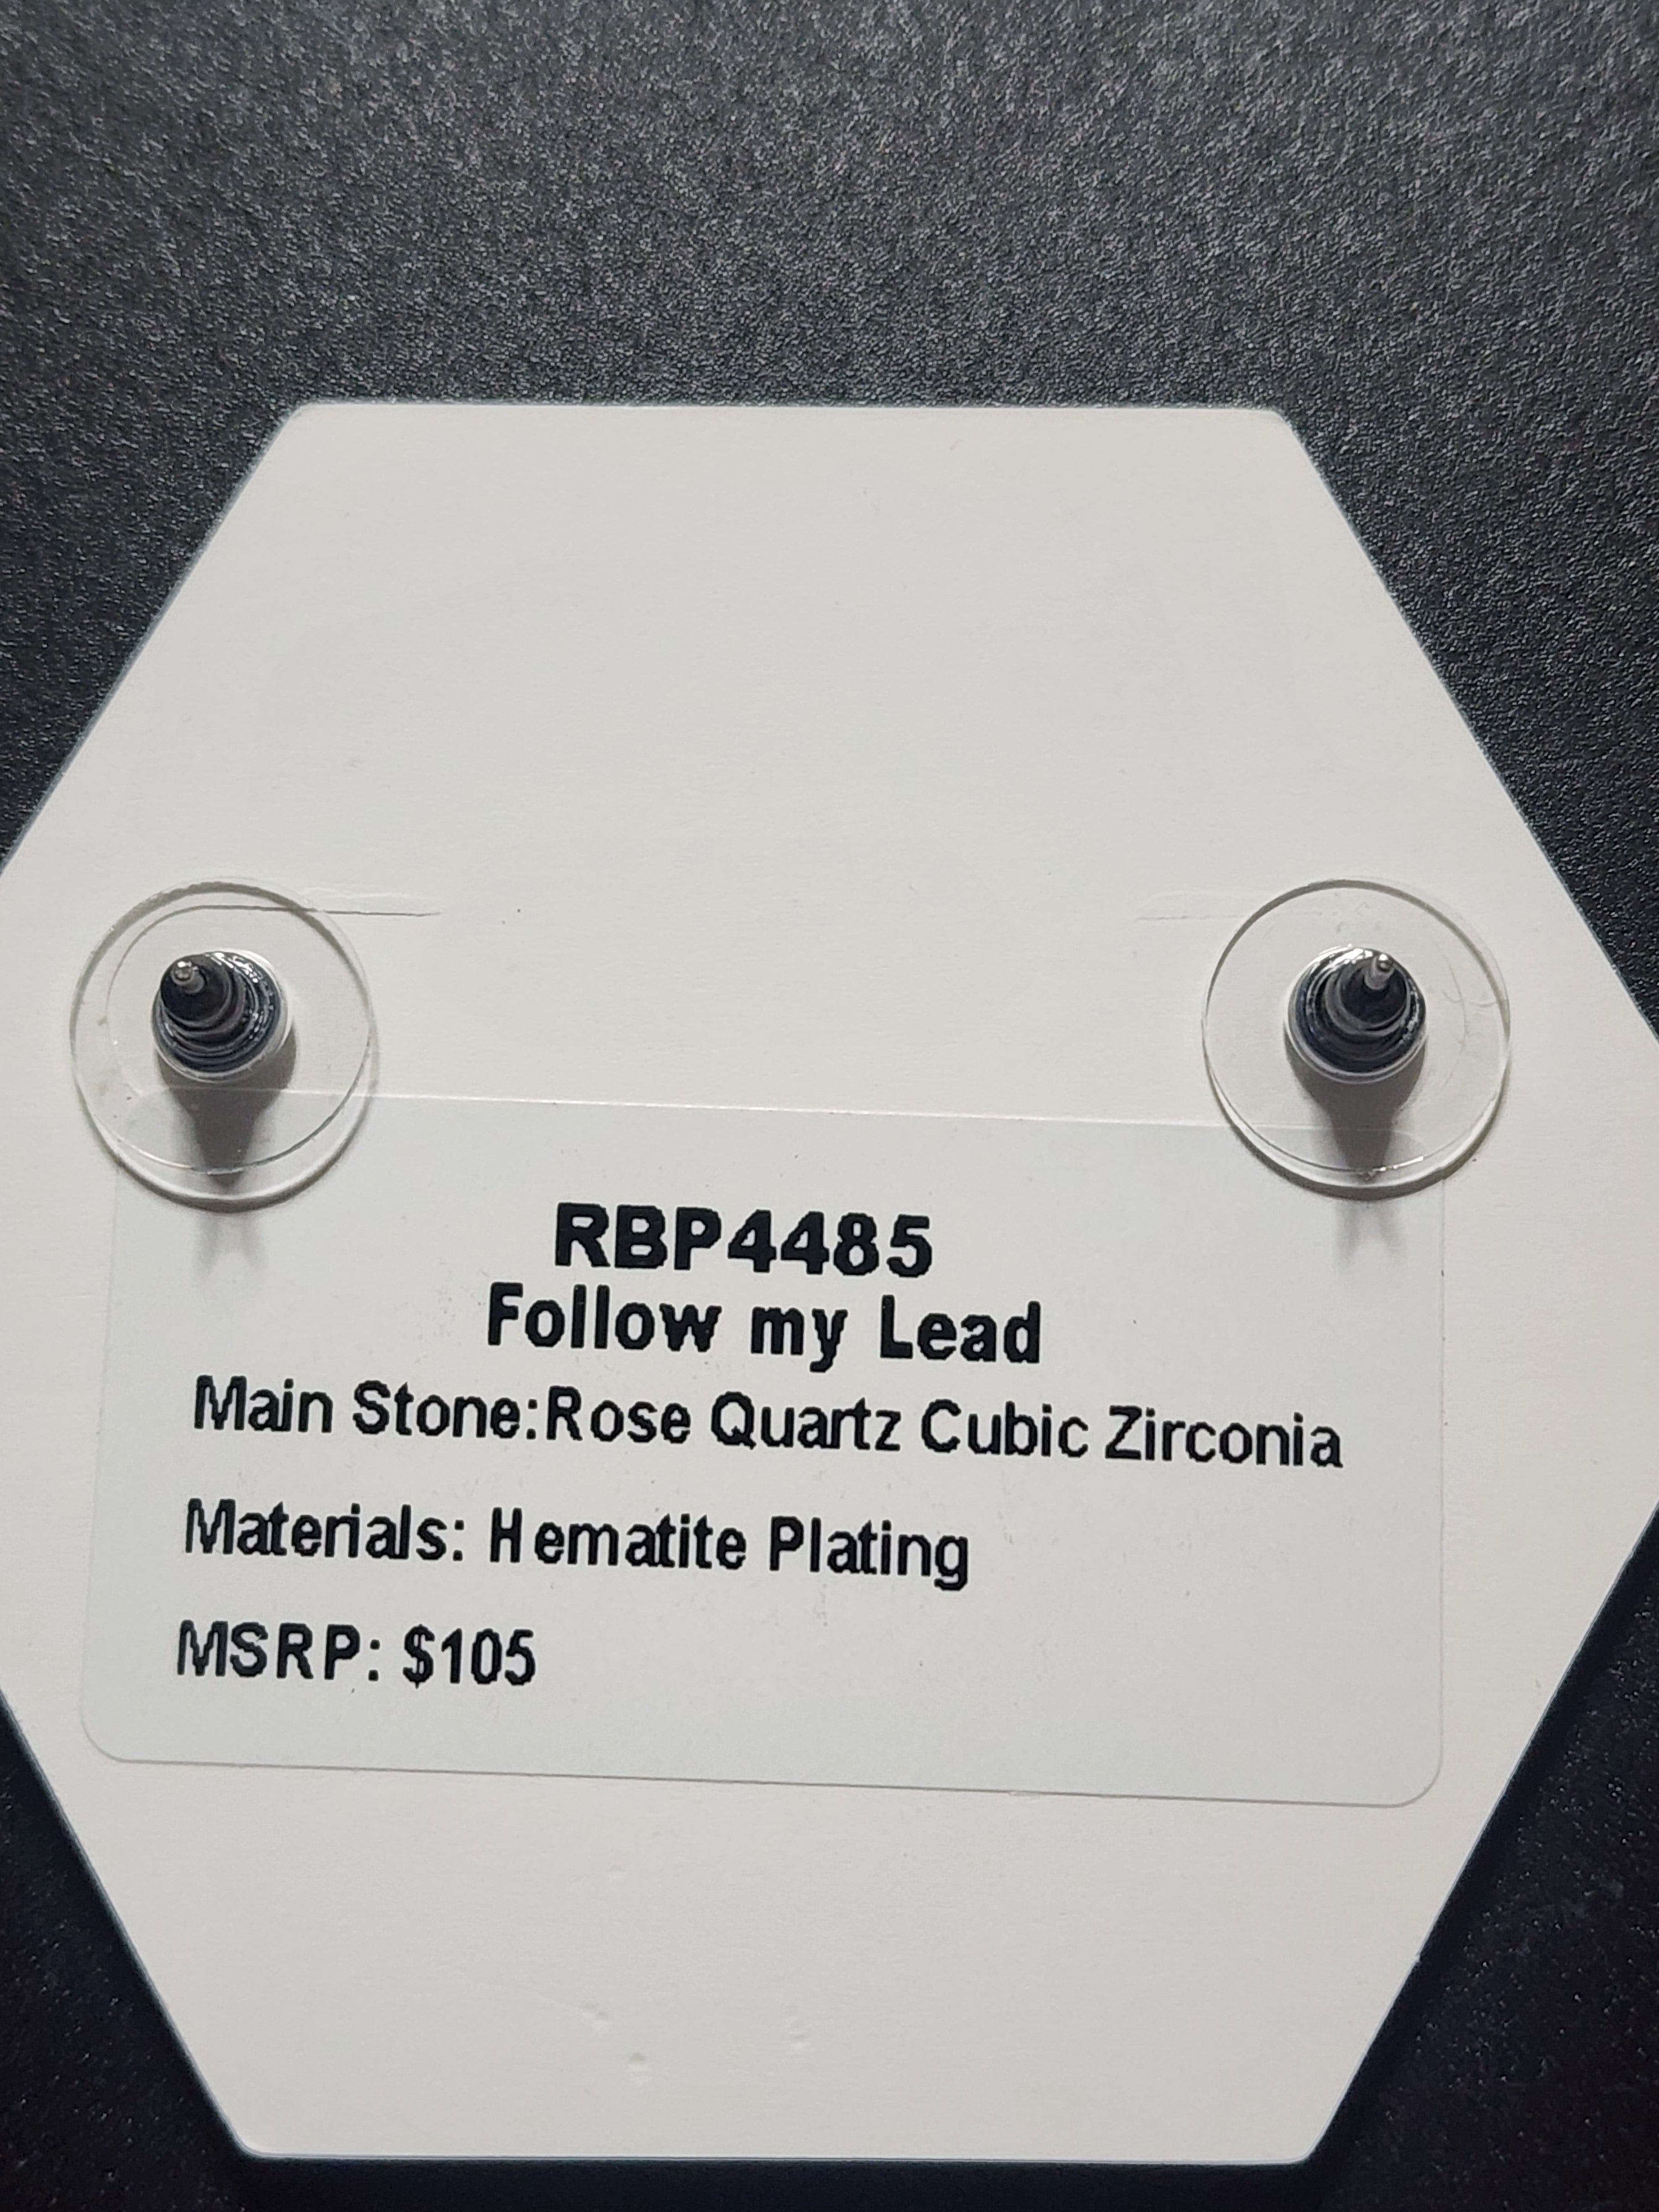 RBP4485
Follow my Lead
Main Stone:Rose Quartz Cubic Zirconia
Materials: Hematite Plating
MSRP: $105